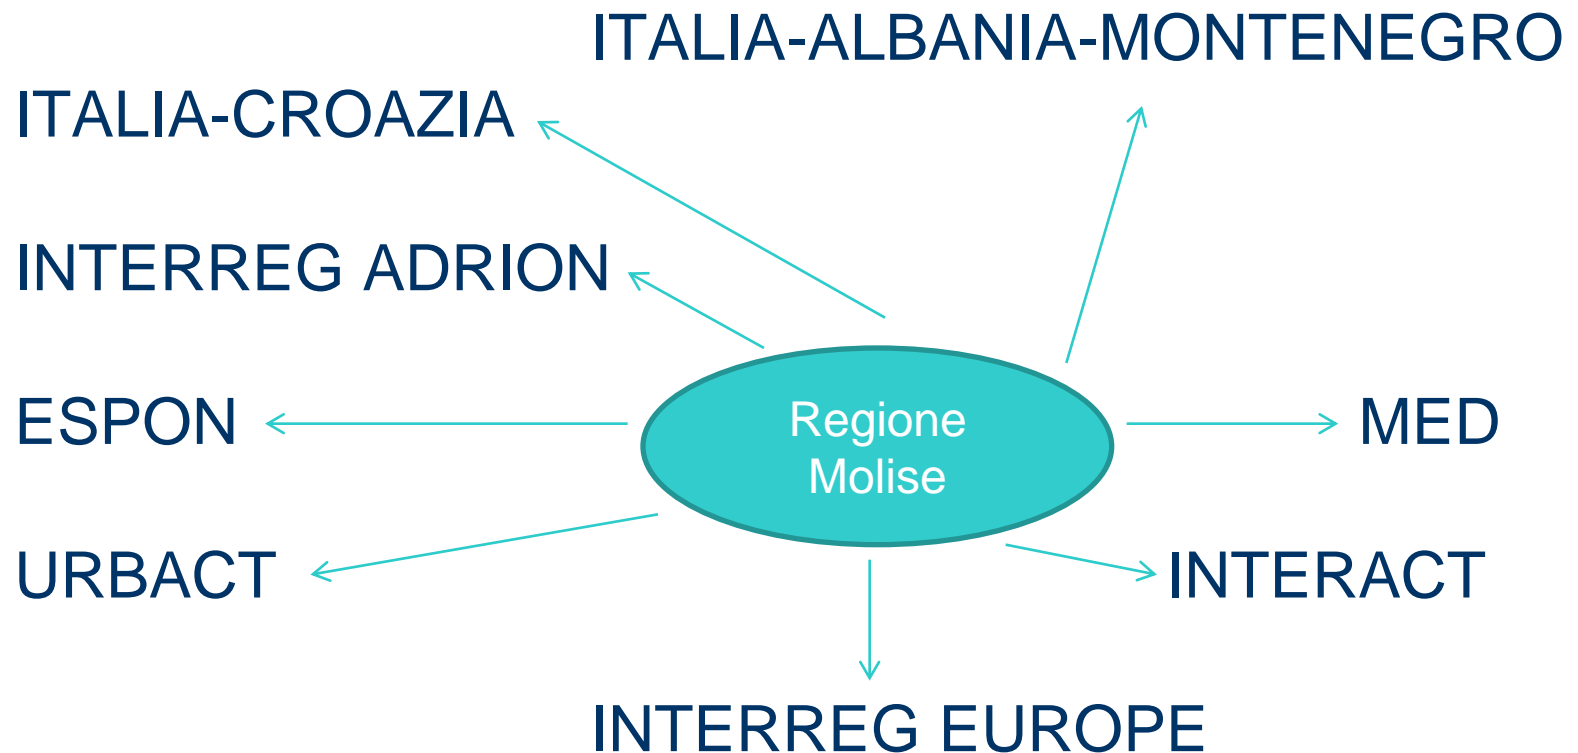 ITALIA-ALBANIA-MONTENEGRO
ITALIA-CROAZIA
INTERREG ADRION
ESPON
Regione
Molise
MED
URBACT
INTERACT
INTERREG EUROPE